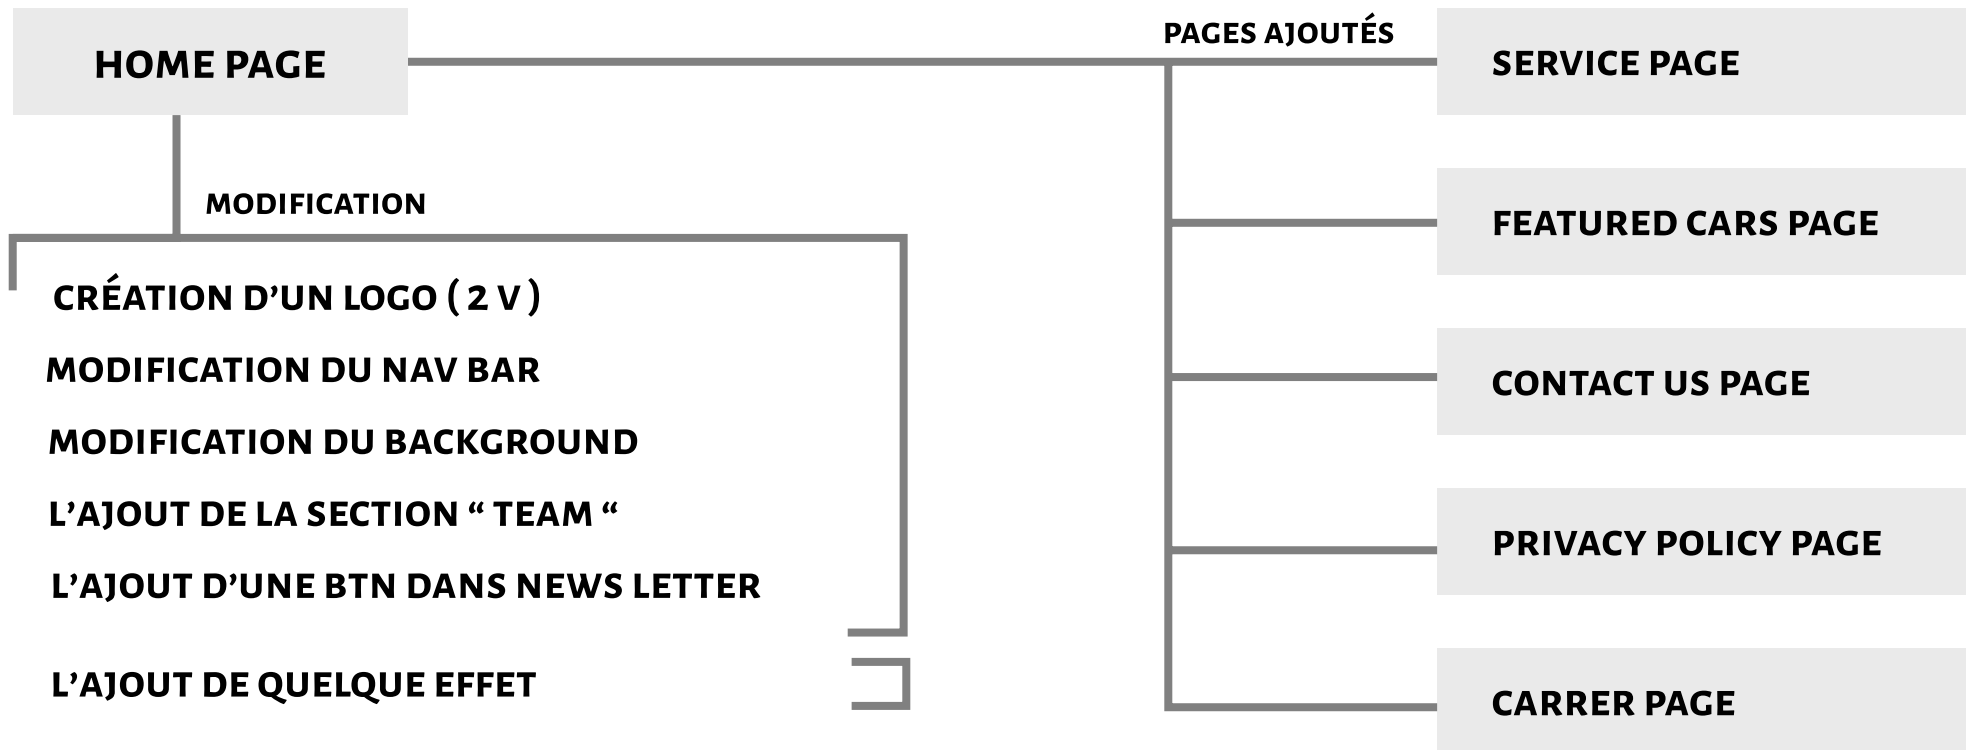 HOME PAGE
MODIFICATION
CRÉATION D’UN LOGO ( 2 V )
MODIFICATION DU NAV BAR
MODIFICATION DU BACKGROUND
L’AJOUT DE LA SECTION “ TEAM “
L’AJOUT D’UNE BTN DANS NEWS LETTER
L’AJOUT DE QUELQUE EFFET
PAGES AJOUTÉS
SERVICE PAGE
FEATURED CARS PAGE
CONTACT US PAGE
PRIVACY POLICY PAGE
CARRER PAGE